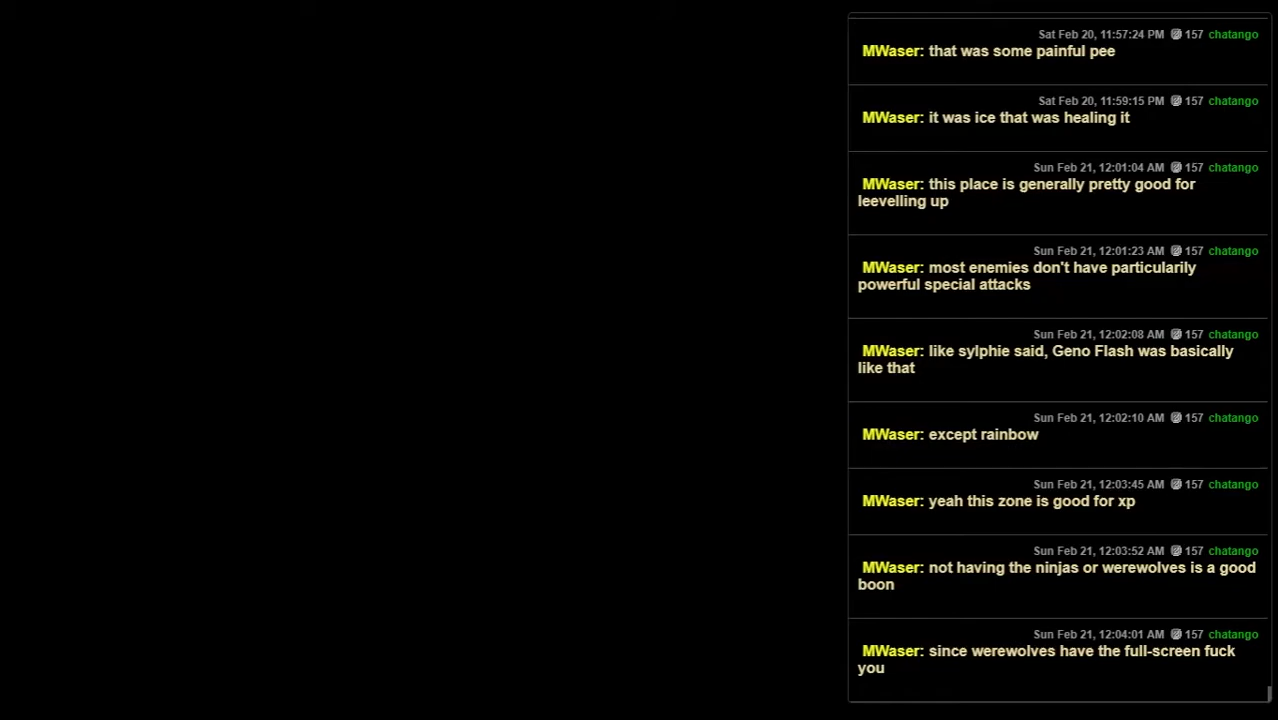 Sat Feb 20, 11:57:24 PM 157 chatango
MWaser: that was some painful pee
Sat Feb 20, 11:59:15 PM 157 chatango
MWaser: it was ice that was healing it
Sun Feb 21, 12:01:04 AM 157 chatango
MWaser: this place is generally pretty good for
leevelling up
Sun Feb 21, 12:01:23 AM 157 chatango
MWaser: most enemies don't have particularily
powerful special attacks
Sun Feb 21, 12:02:08 AM 157 chatango
MWaser: like sylphie said, Geno Flash was basically
like that
Sun Feb 21, 12:02:10 AM 157 chatango
MWaser: except rainbow
Sun Feb 21, 12:03:45 AM 157 chatango
MWaser: yeah this zone is good for xp
Sun Feb 21, 12:03:52 AM 157 chatango
MWaser: not having the ninjas or werewolves is a good
boon
Sun Feb 21, 12:04:01 AM 157 chatango
MWaser: since werewolves have the full-screen fuck
you